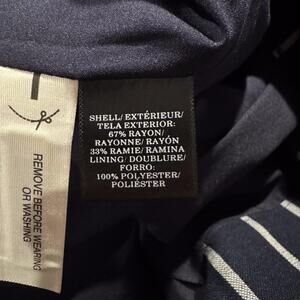 SHELL/ EXTÉRIEUR/
TELA EXTERIOR:
67% RAYON/
RAYONNE/ RAYÓN
33% RAMIE/ RAMINA
LINING/ DOUBLURE/
FORRO:
100% POLYESTER/
POLIÉSTER
REMOVE BEFORE WEARING
OR WASHING